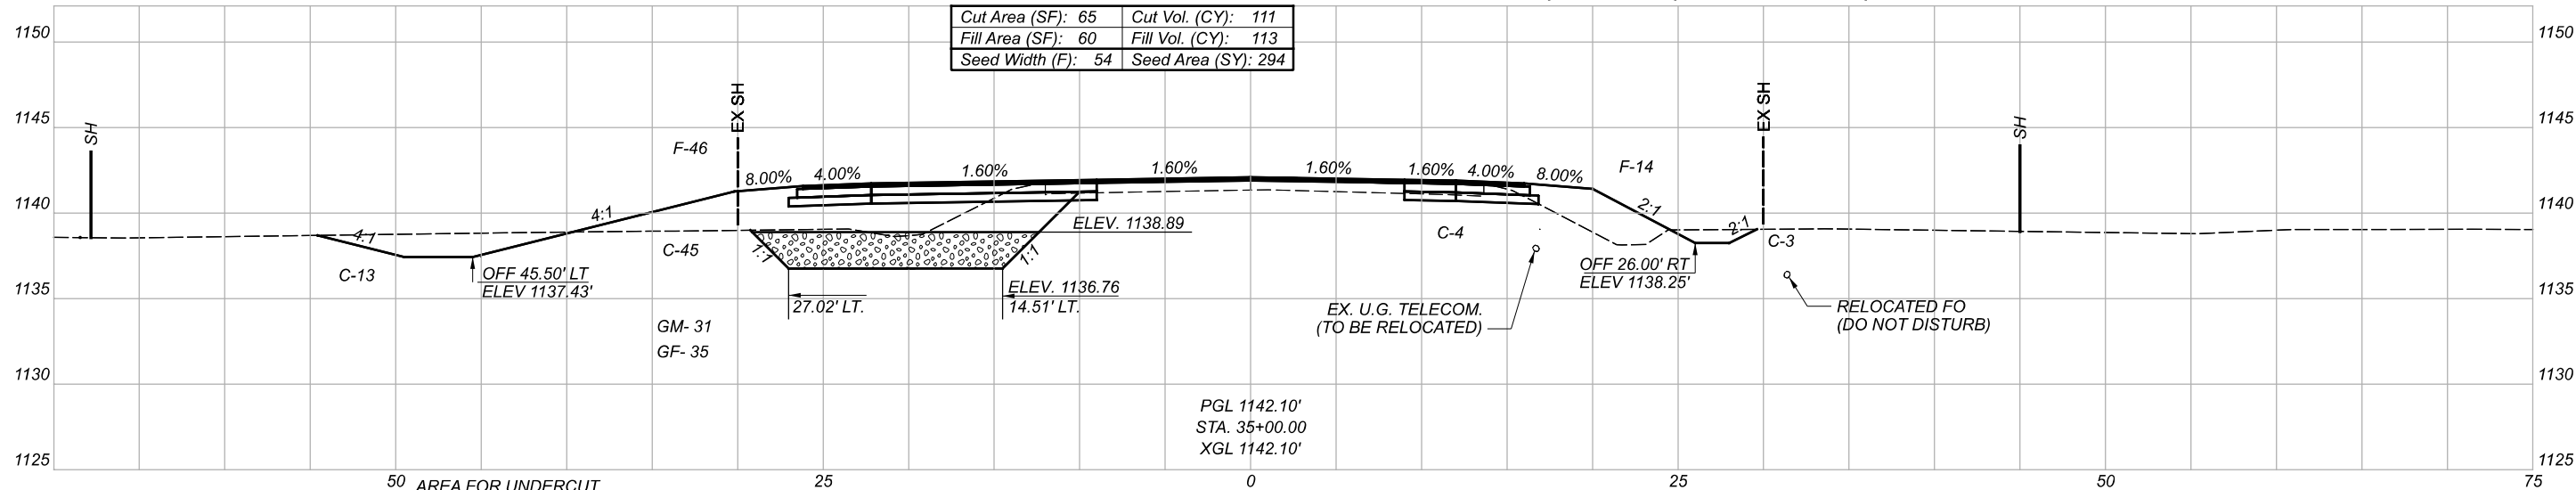 Cut Area (SF): 65 Cut Vol. (CY): 111
Fill Area (SF): 60 Fill Vol. (CY): 113
Seed Width (F): 54 Seed Area (SY): 294
1150 1150
1145 1145
1140 1140
1135 1135
1130 1130
1125 1125
SH
EX SH
EX SH
SH
F-46
F-14
8.00% 4.00% 1.60% 1.60% 1.60% 1.60% 4.00% 8.00%
4:1
4:1
2:1
2:1
1:1
1:1
C-13
C-45
C-4
C-3
ELEV. 1138.89
OFF 45.50' LT
ELEV 1137.43'
ELEV. 1136.76
27.02' LT.
14.51' LT.
OFF 26.00' RT
ELEV 1138.25'
EX. U.G. TELECOM.
(TO BE RELOCATED)
RELOCATED FO
(DO NOT DISTURB)
GM- 31
GF- 35
PGL 1142.10'
STA. 35+00.00
XGL 1142.10'
50 25 0 25 50 75
AREA FOR UNDERCUT